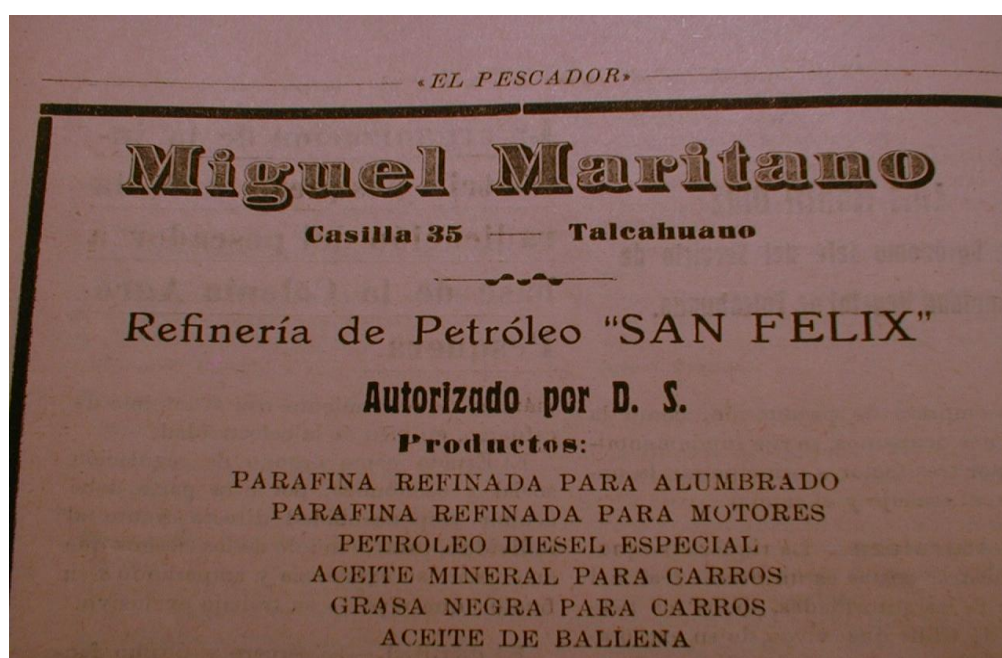 «EL PESCADOR»
Miguel Maritano
Casilla 35 Talcahuano
Refinería de Petróleo "SAN FELIX"
Autorizado por D. S.
Productos:
PARAFINA REFINADA PARA ALUMBRADO
PARAFINA REFINADA PARA MOTORES
PETROLEO DIESEL ESPECIAL
ACEITE MINERAL PARA CARROS
GRASA NEGRA PARA CARROS
ACEITE DE BALLENA